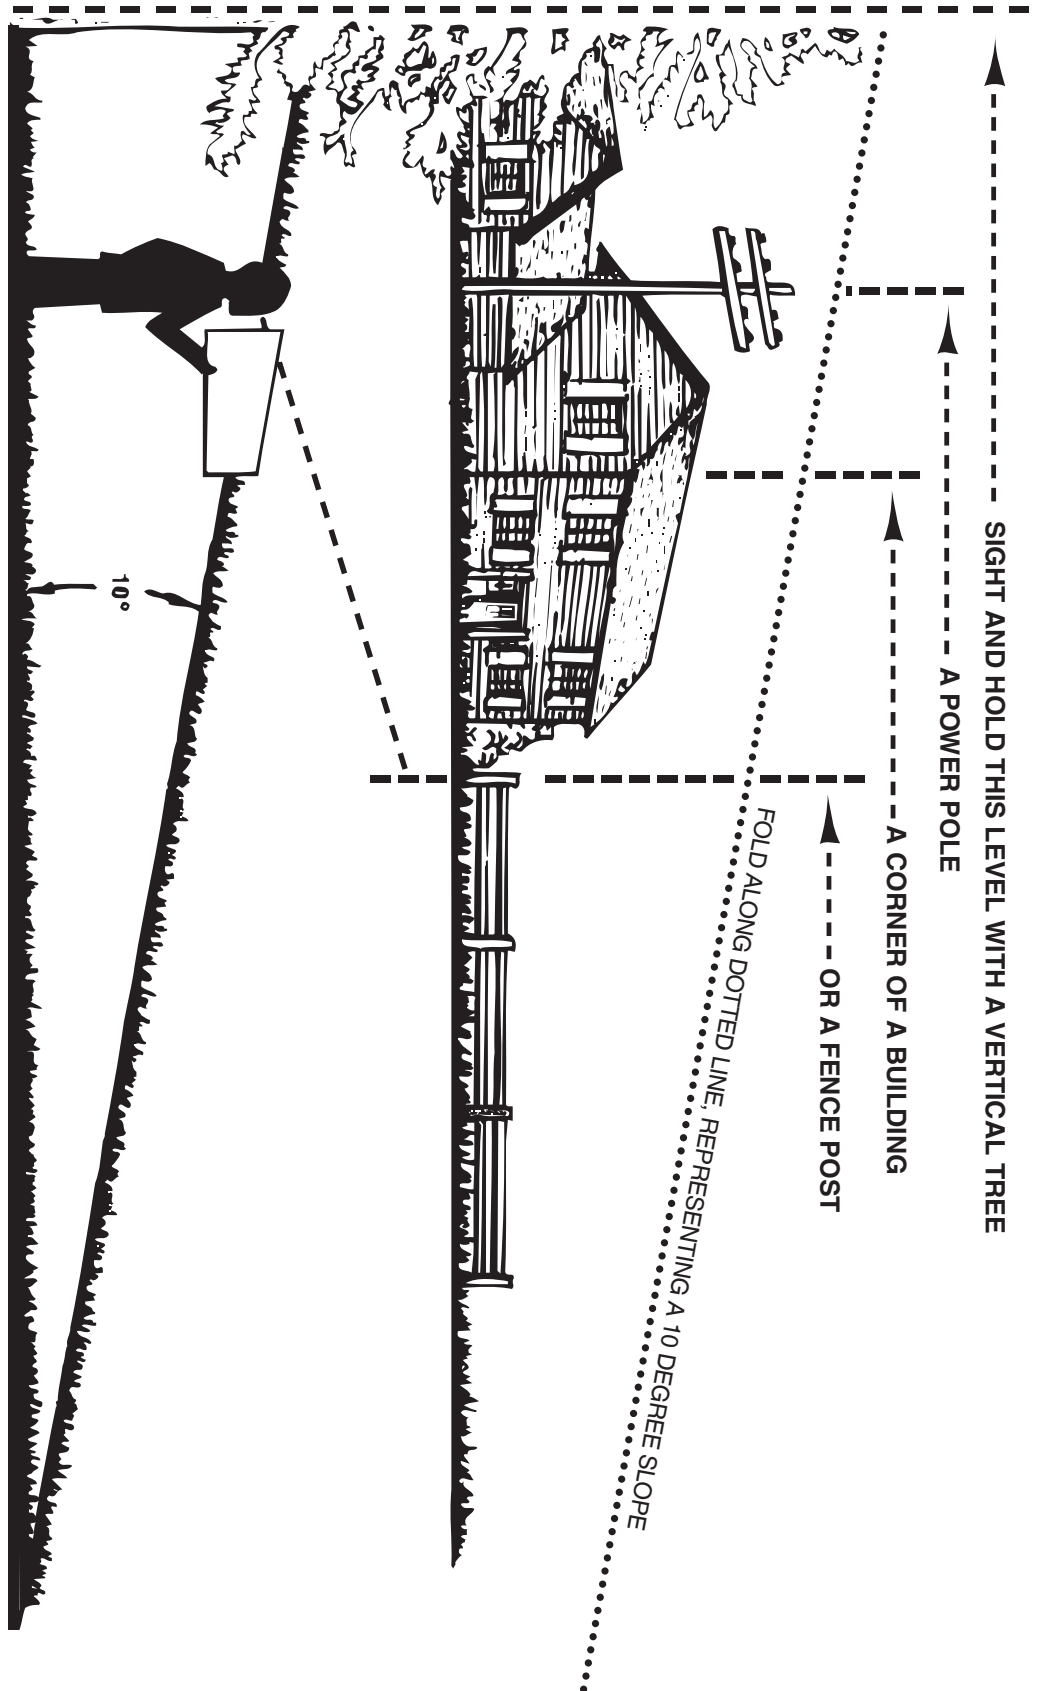 SIGHT AND HOLD THIS LEVEL WITH A VERTICAL TREE
A POWER POLE
A CORNER OF A BUILDING
OR A FENCE POST
FOLD ALONG DOTTED LINE, REPRESENTING A 10 DEGREE SLOPE
10°